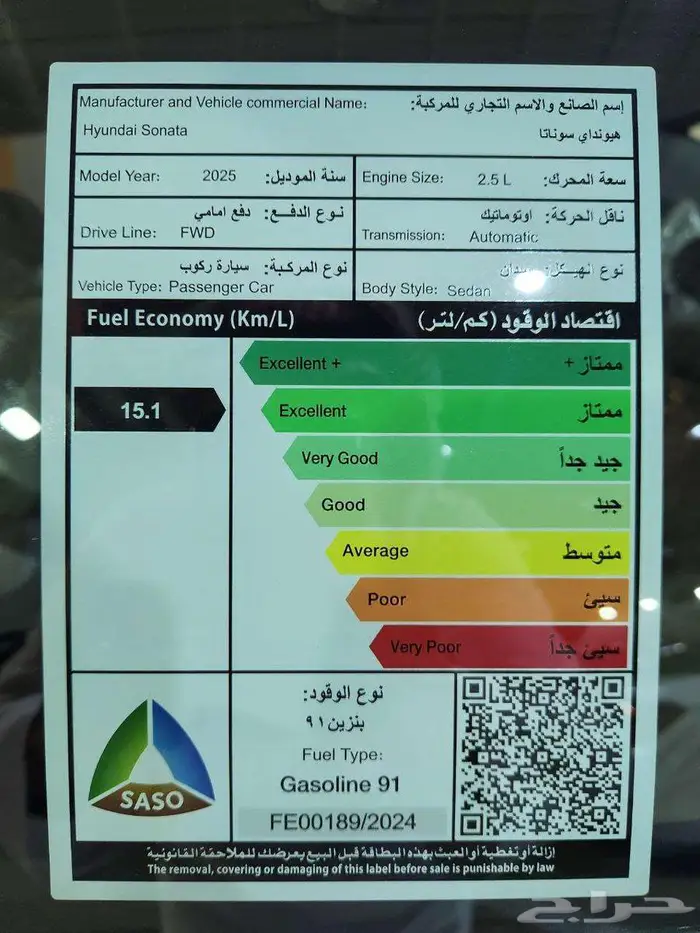 Manufacturer and Vehicle commercial Name: إسم الصانع والاسم التجاري للمركبة:
Hyundai Sonata هيونداي سوناتا
Model Year: 2025 سنة الموديل:
Engine Size: 2.5 L سعة المحرك:
نوع الدفع: دفع امامي
Drive Line: FWD
ناقل الحركة: اوتوماتيك
Transmission: Automatic
نوع المركبة: سيارة ركوب
Vehicle Type: Passenger Car
نوع الهيكل: سيدان
Body Style: Sedan
Fuel Economy (Km/L) اقتصاد الوقود (كم/لتر)
Excellent + ممتاز +
15.1
Excellent ممتاز
Very Good جيد جداً
Good جيد
Average متوسط
Poor سيئ
Very Poor سيئ جداً
SASO
نوع الوقود:
بنزين ٩١
Fuel Type:
Gasoline 91
FE00189/2024
إزالة أو تغطية أو العبث بهذه البطاقة قبل البيع يعرضك للملاحقة القانونية
The removal, covering or damaging of this label before sale is punishable by law
حراج